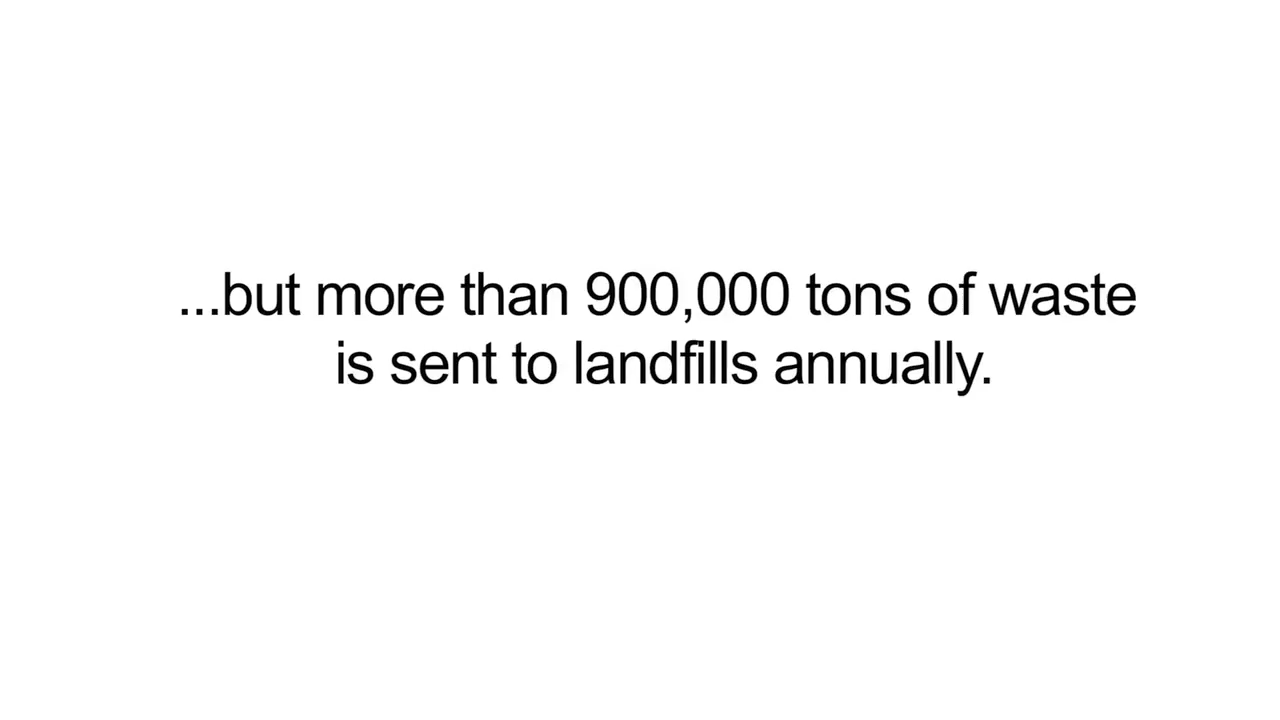 ...but more than 900,000 tons of waste
is sent to landfills annually.